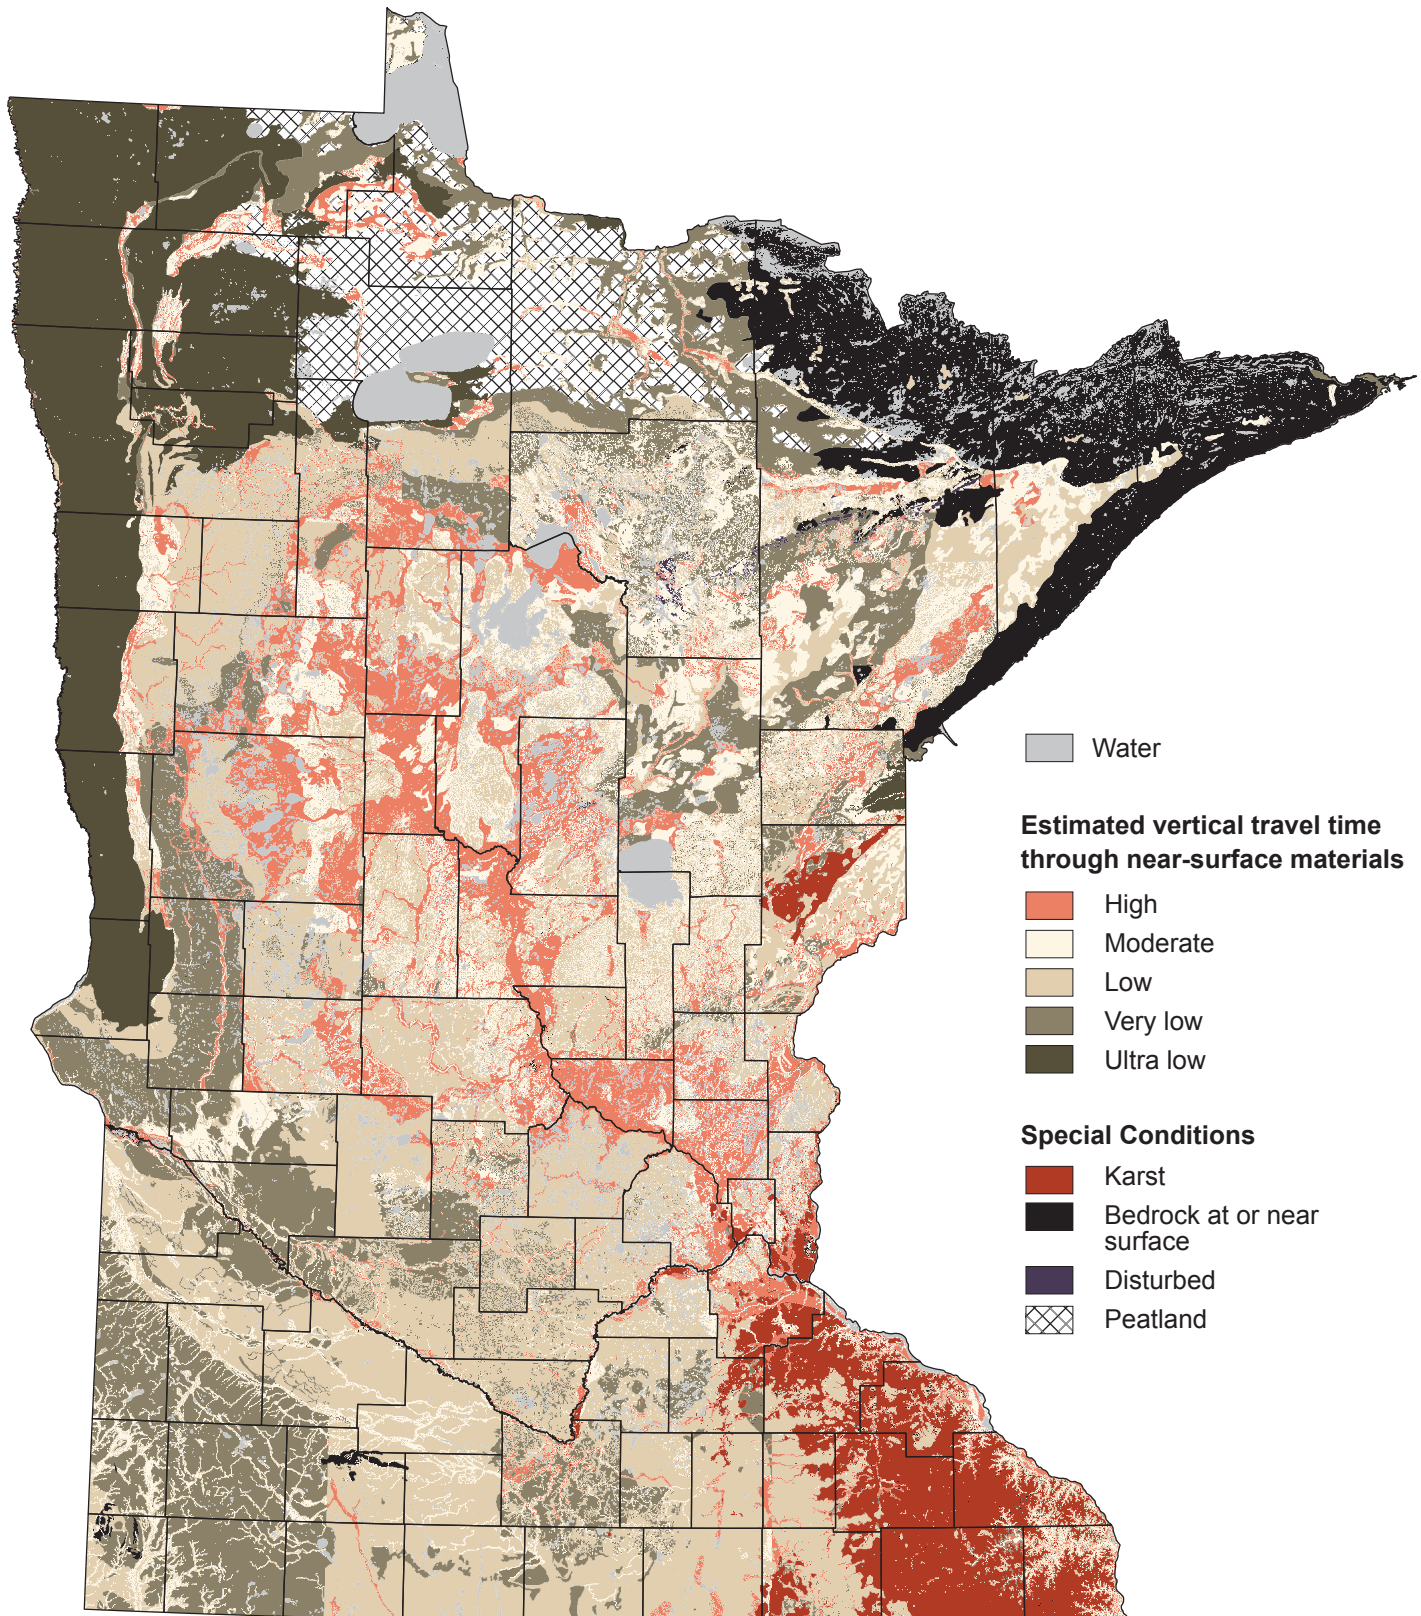 Water
Estimated vertical travel time
through near-surface materials
High
Moderate
Low
Very low
Ultra low
Special Conditions
Karst
Bedrock at or near
surface
Disturbed
Peatland